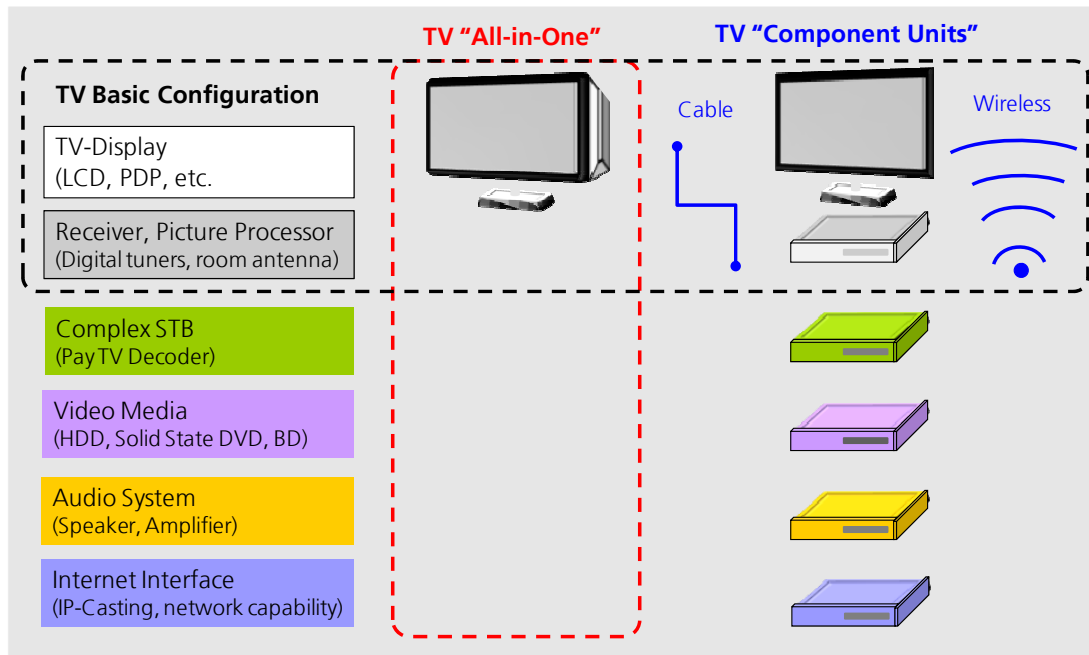 TV “All-in-One”
TV “Component Units”
TV Basic Configuration
Cable
Wireless
TV-Display
(LCD, PDP, etc.
Receiver, Picture Processor
(Digital tuners, room antenna)
Complex STB
(Pay TV Decoder)
Video Media
(HDD, Solid State DVD, BD)
Audio System
(Speaker, Amplifier)
Internet Interface
(IP-Casting, network capability)